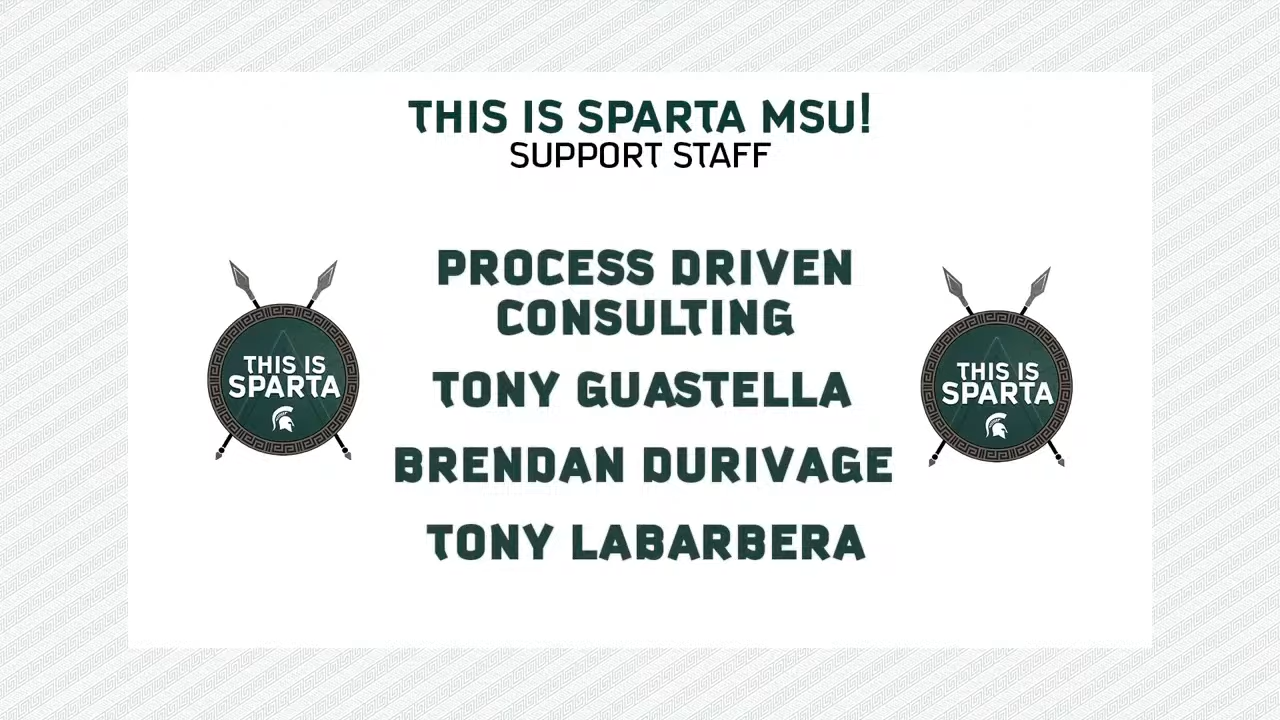 THIS IS SPARTA MSU!
SUPPORT STAFF
PROCESS DRIVEN
CONSULTING
TONY GUASTELLA
BRENDAN DURIVAGE
TONY LABARBERA
THIS IS
SPARTA
THIS IS
SPARTA